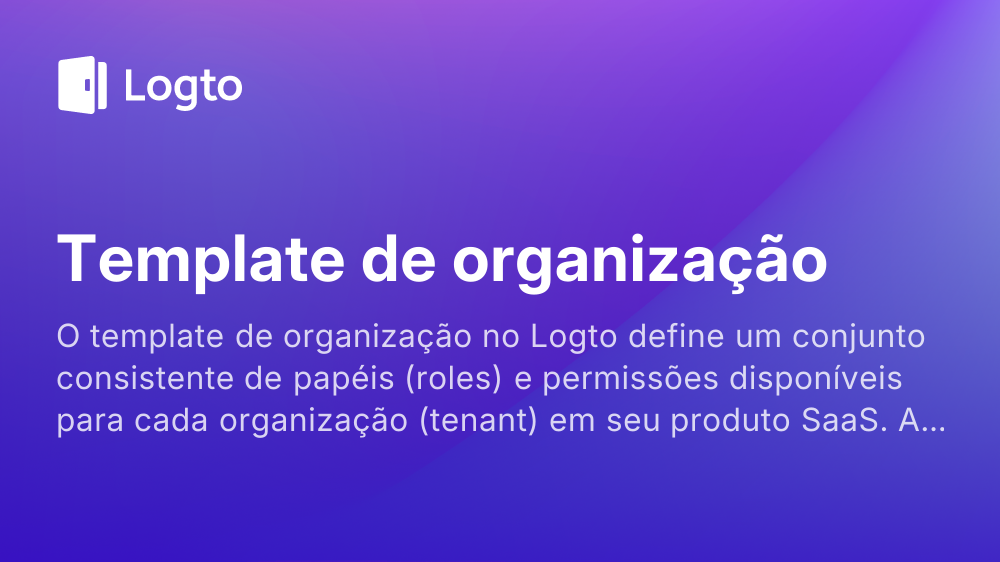 Logto
Template de organização
O template de organização no Logto define um conjunto
consistente de papéis (roles) e permissões disponíveis
para cada organização (tenant) em seu produto SaaS. A...